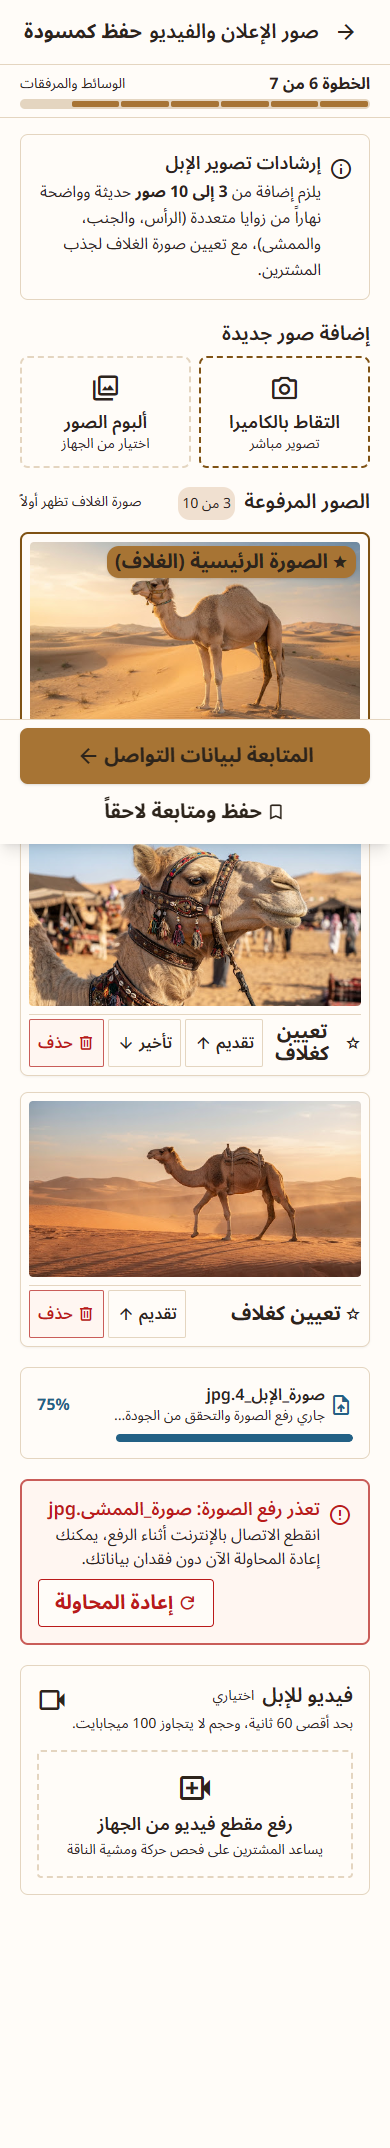 صور الإعلان والفيديو
حفظ كمسودة
الخطوة 6 من 7
الوسائط والمرفقات
إرشادات تصوير الإبل
يلزم إضافة من 3 إلى 10 صور حديثة وواضحة
نهاراً من زوايا متعددة (الرأس، والجنب،
والممشى)، مع تعيين صورة الغلاف لجذب
المشترين.
إضافة صور جديدة
التقاط بالكاميرا
تصوير مباشر
ألبوم الصور
اختيار من الجهاز
الصور المرفوعة
3 من 10
صورة الغلاف تظهر أولاً
الصورة الرئيسية (الغلاف)
المتابعة لبيانات التواصل
حفظ ومتابعة لاحقاً
تعيين
كغلاف
تقديم
تأخير
حذف
تعيين كغلاف
تقديم
حذف
صورة_الإبل_4.jpg
جاري رفع الصورة والتحقق من الجودة...
75%
تعذر رفع الصورة: صورة_الممشى.jpg
انقطع الاتصال بالإنترنت أثناء الرفع، يمكنك
إعادة المحاولة الآن دون فقدان بياناتك.
إعادة المحاولة
فيديو للإبل
اختياري
بحد أقصى 60 ثانية، وحجم لا يتجاوز 100 ميجابايت.
رفع مقطع فيديو من الجهاز
يساعد المشترين على فحص حركة ومشية الناقة